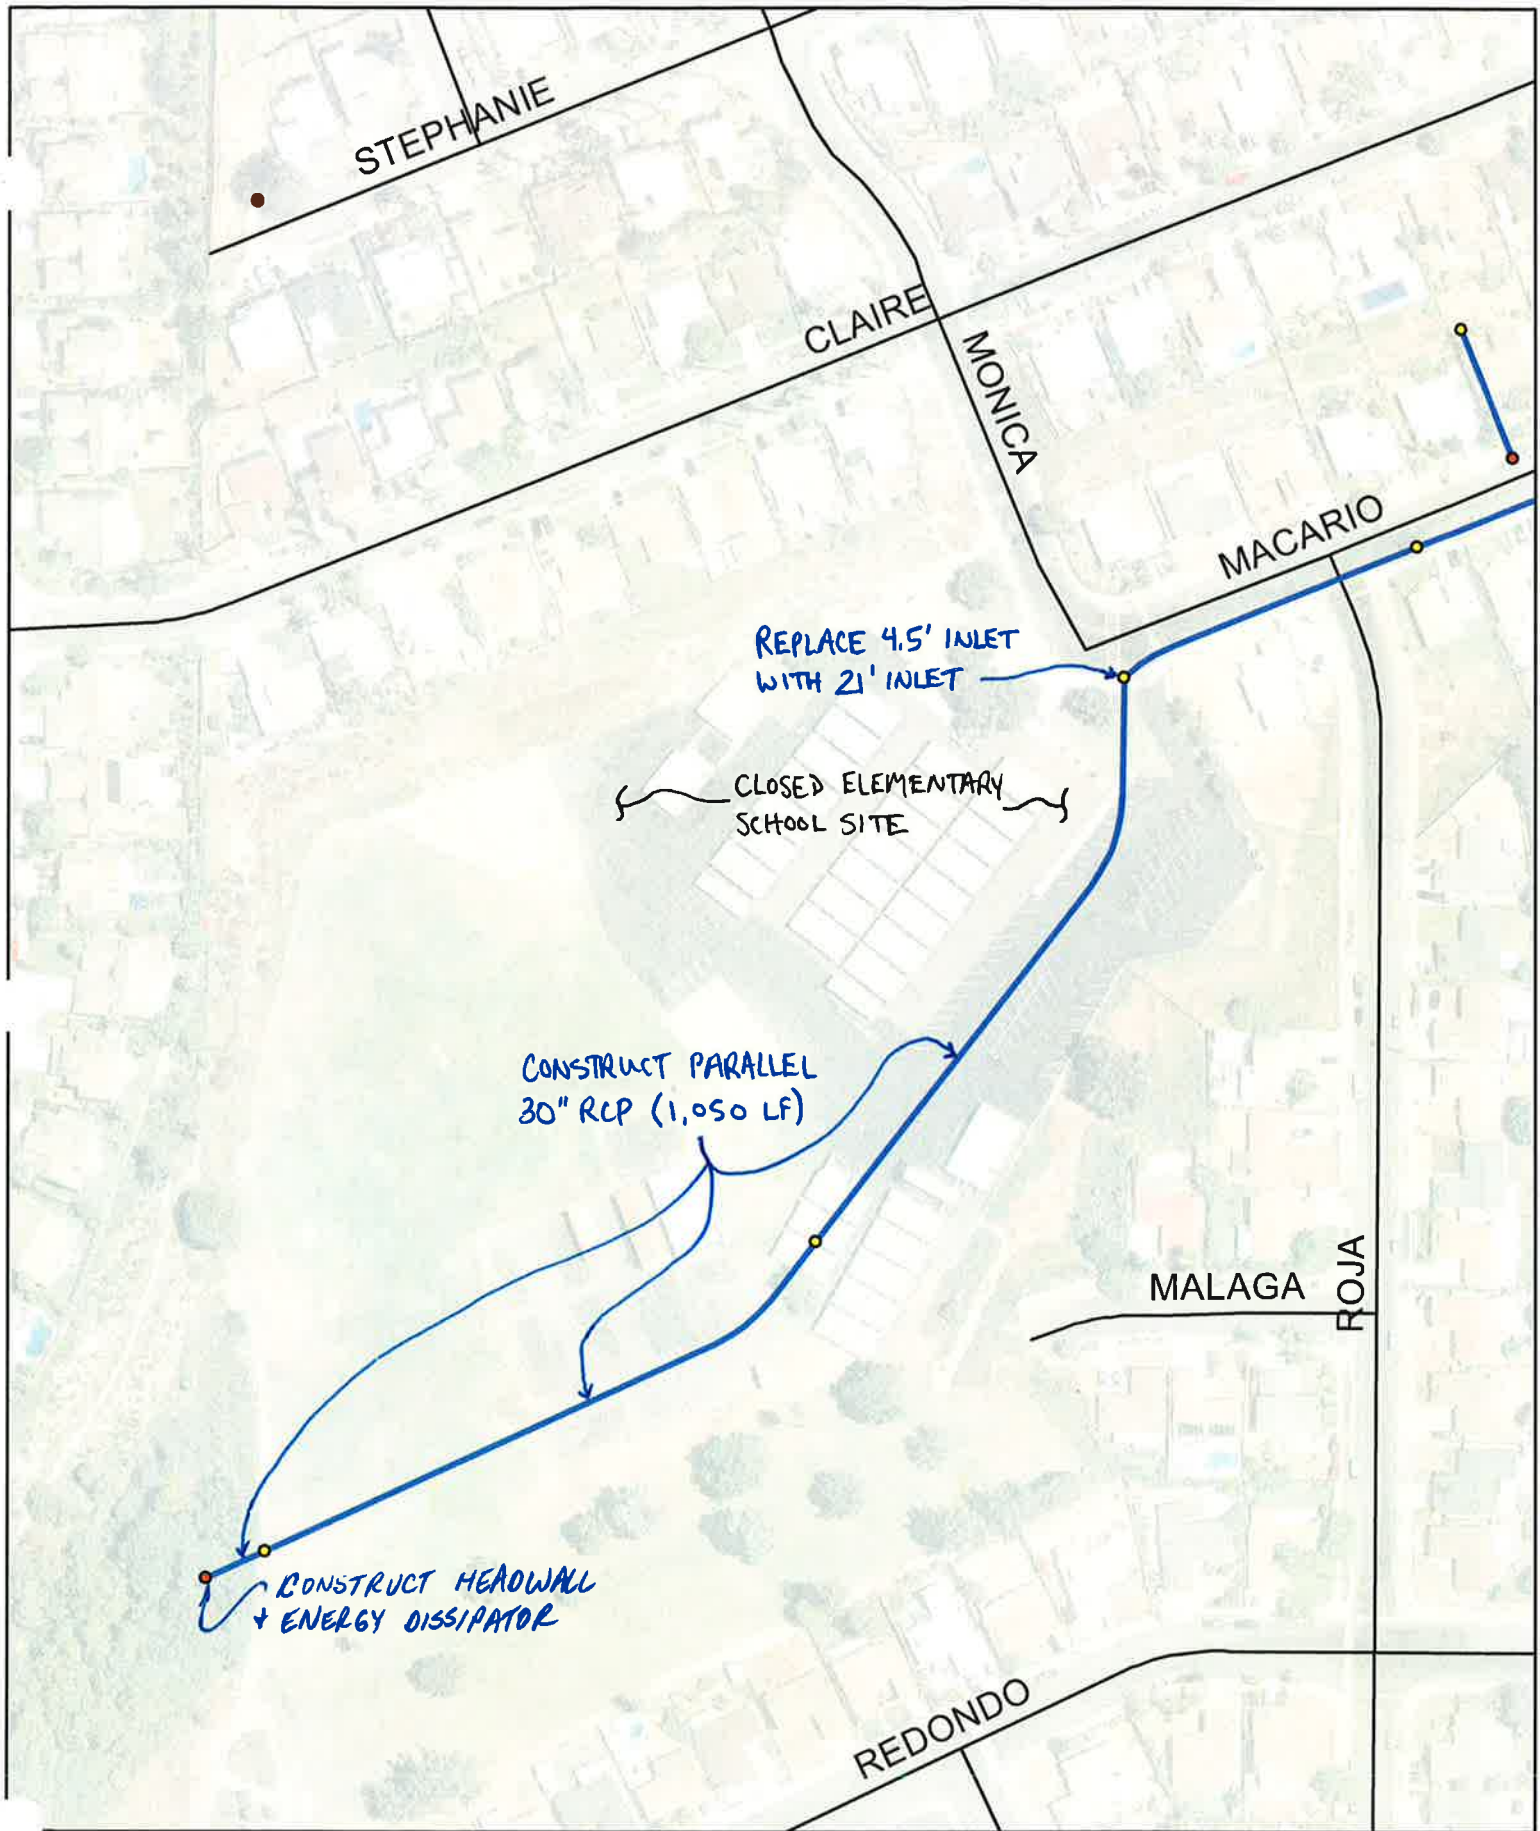 STEPHANIE
CLAIRE
MONICA
MACARIO
REPLACE 4.5' INLET
WITH 21' INLET
CLOSED ELEMENTARY
SCHOOL SITE
CONSTRUCT PARALLEL
30" RCP (1,050 LF)
MALAGA
ROJA
CONSTRUCT HEADWALL
+ ENERGY DISSIPATOR
REDONDO